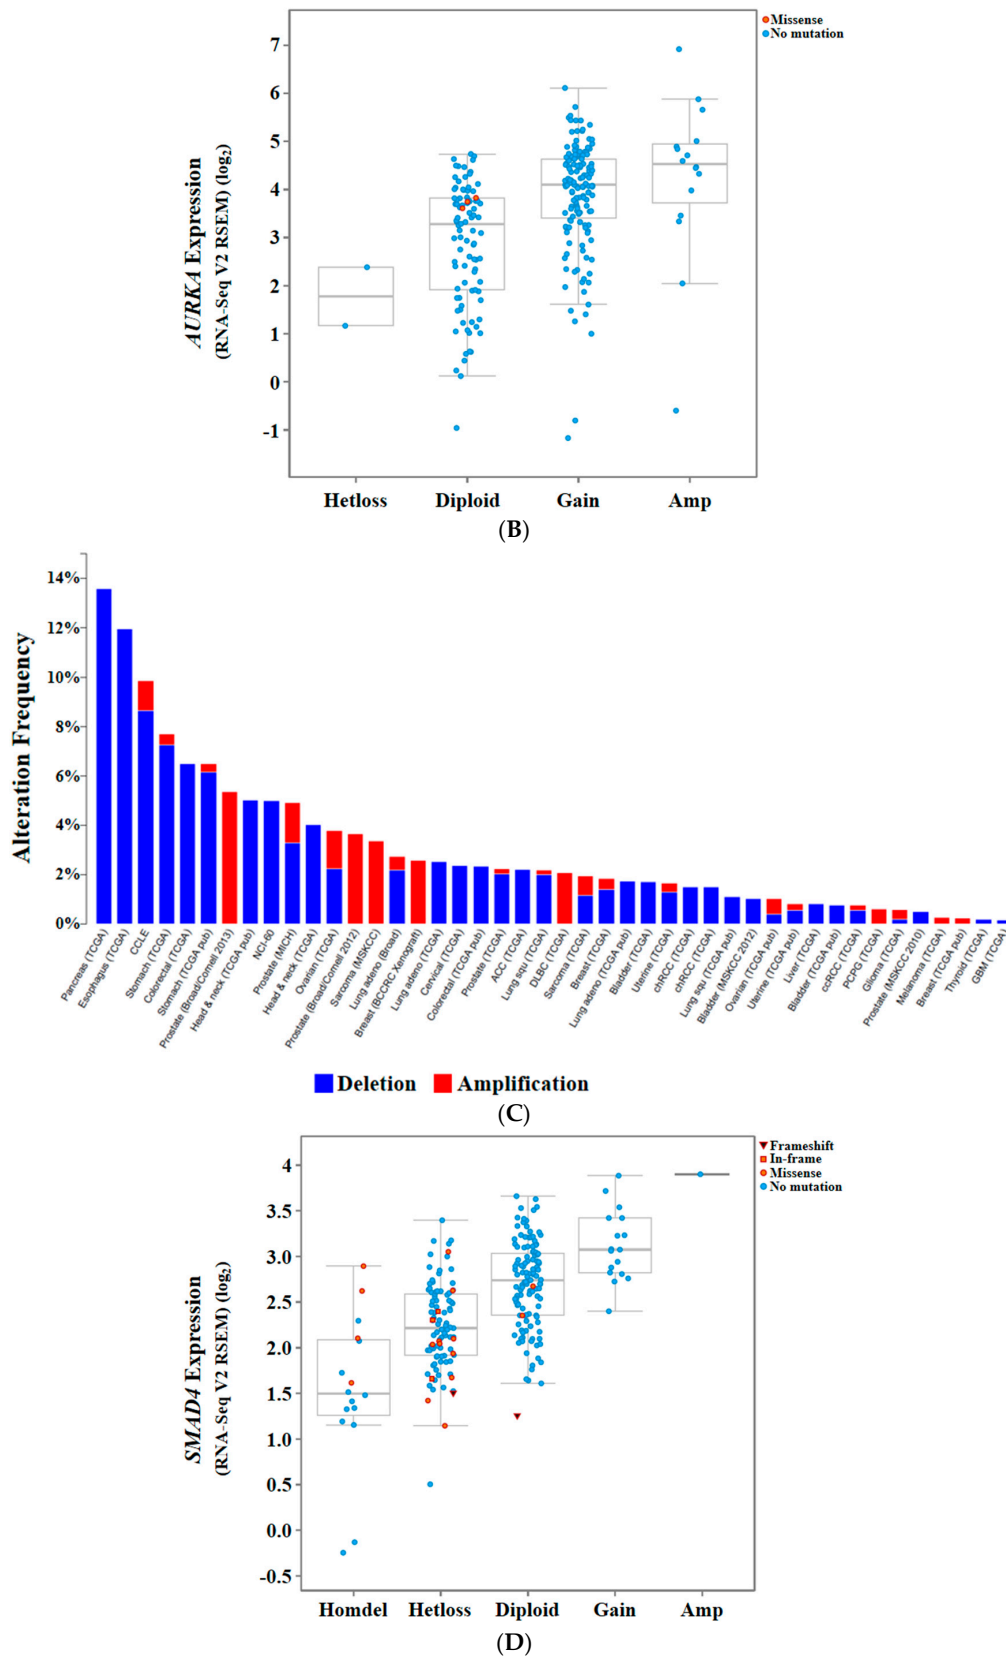 Missense
No mutation
7
6
5
4
3
2
1
0
-1
AURKA Expression
(RNA-Seq V2 RSEM) (log2)
Hetloss Diploid Gain Amp
(B)
14%
12%
10%
8%
6%
4%
2%
0%
Alteration Frequency
Pancreas (TCGA)
Esophagus (TCGA)
CCLE
Stomach (TCGA)
Colorectal (TCGA)
Stomach (TCGA pub)
Prostate (Broad/Cornell 2013)
Head & neck (TCGA pub)
NCI-60
Prostate (MICH)
Head & neck (TCGA)
Ovarian (TCGA)
Prostate (Broad/Cornell 2012)
Sarcoma (MSKCC)
Lung adeno (Broad)
Breast (BCCRC Xenograft)
Lung adeno (TCGA)
Cervical (TCGA)
Colorectal (TCGA pub)
Prostate (TCGA)
ACC (TCGA)
Lung squ (TCGA)
DLBC (TCGA)
Sarcoma (TCGA)
Breast (TCGA)
Lung adeno (TCGA pub)
Bladder (TCGA)
Uterine (TCGA)
chRCC (TCGA)
chRCC (TCGA)
Lung squ (TCGA pub)
Bladder (MSKCC 2012)
Ovarian (TCGA pub)
Uterine (TCGA pub)
Liver (TCGA)
Bladder (TCGA pub)
ccRCC (TCGA)
PCPG (TCGA)
Glioma (TCGA)
Prostate (MSKCC 2010)
Melanoma (TCGA)
Breast (TCGA pub)
Thyroid (TCGA)
GBM (TCGA)
Deletion Amplification
(C)
Frameshift
In-frame
Missense
No mutation
4
3.5
3.0
2.5
2.0
1.5
1.0
0.5
0.0
-0.5
SMAD4 Expression
(RNA-Seq V2 RSEM) (log2)
Homdel Hetloss Diploid Gain Amp
(D)